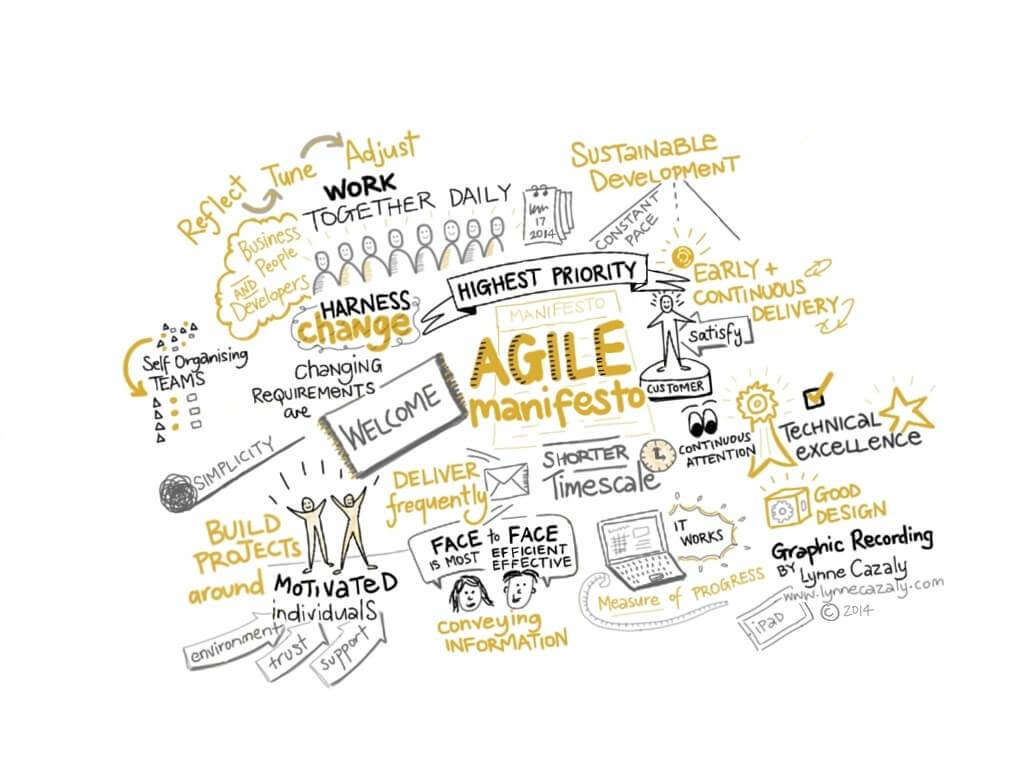 Reflect
Tune
Adjust
WORK
TOGETHER DAILY
17
2014
Business
People
AND
Developers
HARNESS
change
CHANGING
REQUIREMENTS
are
WELCOME
Self Organising
TEAMS
SIMPLICITY
HIGHEST PRIORITY
MANIFESTO
AGILE
manifesto
SUSTAINABLE
DEVELOPMENT
CONSTANT
PACE
EARLY +
CONTINUOUS
DELIVERY
satisfy
CUSTOMER
CONTINUOUS
ATTENTION
TECHNICAL
EXCELLENCE
GOOD
DESIGN
DELIVER
frequently
SHORTER
Timescale
BUILD
PROJECTS
around
MOTIVATED
individuals
environment
trust
support
FACE to FACE
IS MOST EFFICIENT
EFFECTIVE
conveying
INFORMATION
IT
WORKS
Measure of PROGRESS
Graphic Recording
BY Lynne Cazaly
www.lynnecazaly.com
© 2014
iPAD